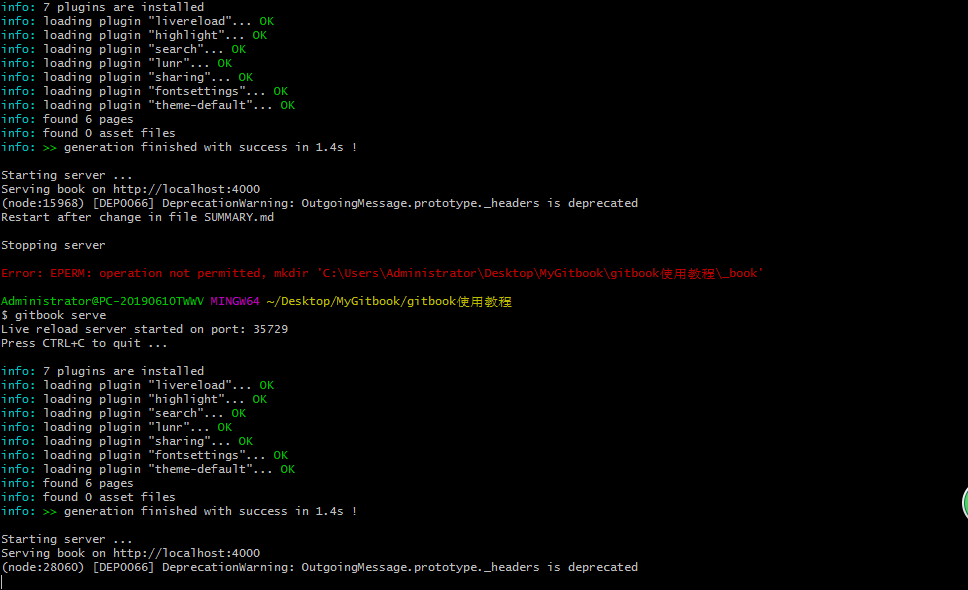 info: 7 plugins are installed
info: loading plugin "livereload"... OK
info: loading plugin "highlight"... OK
info: loading plugin "search"... OK
info: loading plugin "lunr"... OK
info: loading plugin "sharing"... OK
info: loading plugin "fontsettings"... OK
info: loading plugin "theme-default"... OK
info: found 6 pages
info: found 0 asset files
info: >> generation finished with success in 1.4s !
Starting server ...
Serving book on http://localhost:4000
(node:15968) [DEP0066] DeprecationWarning: OutgoingMessage.prototype._headers is deprecated
Restart after change in file SUMMARY.md
Stopping server
Error: EPERM: operation not permitted, mkdir 'C:\Users\Administrator\Desktop\MyGitbook\gitbook使用教程\_book'
Administrator@PC-20190610TWWV MINGW64 ~/Desktop/MyGitbook/gitbook使用教程
$ gitbook serve
Live reload server started on port: 35729
Press CTRL+C to quit ...
info: 7 plugins are installed
info: loading plugin "livereload"... OK
info: loading plugin "highlight"... OK
info: loading plugin "search"... OK
info: loading plugin "lunr"... OK
info: loading plugin "sharing"... OK
info: loading plugin "fontsettings"... OK
info: loading plugin "theme-default"... OK
info: found 6 pages
info: found 0 asset files
info: >> generation finished with success in 1.4s !
Starting server ...
Serving book on http://localhost:4000
(node:28060) [DEP0066] DeprecationWarning: OutgoingMessage.prototype._headers is deprecated